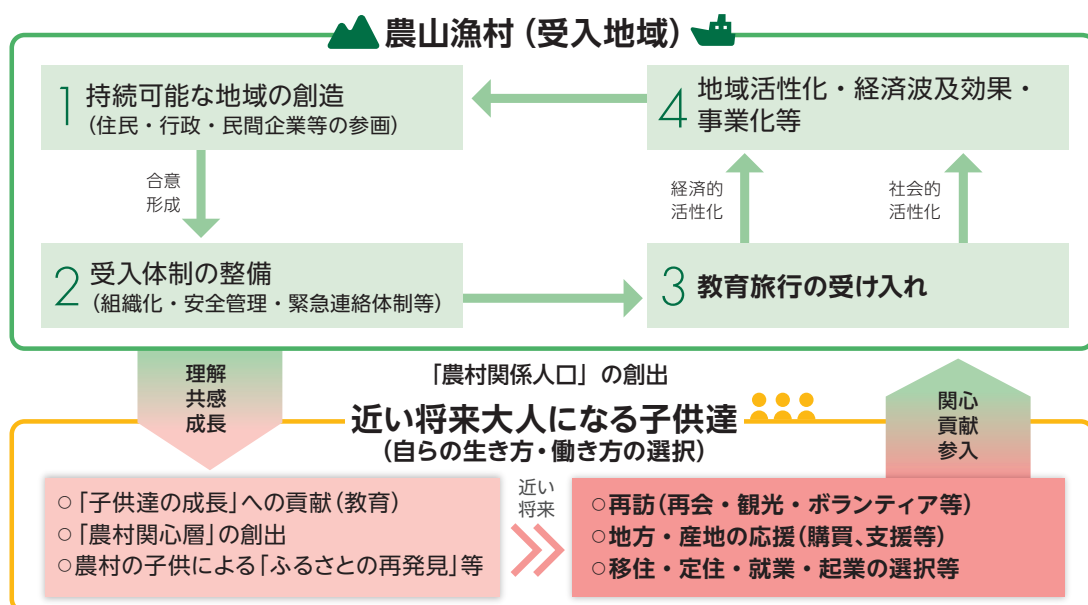 農山漁村（受入地域）
1 持続可能な地域の創造
（住民・行政・民間企業等の参画）
4 地域活性化・経済波及効果・
事業化等
合意
形成
経済的
活性化
社会的
活性化
2 受入体制の整備
（組織化・安全管理・緊急連絡体制等）
3 教育旅行の受け入れ
理解
共感
成長
「農村関係人口」の創出
近い将来大人になる子供達
（自らの生き方・働き方の選択）
関心
貢献
参入
○「子供達の成長」への貢献（教育）
○「農村関心層」の創出
○農村の子供による「ふるさとの再発見」等
近い
将来
○再訪（再会・観光・ボランティア等）
○地方・産地の応援（購買、支援等）
○移住・定住・就業・起業の選択等